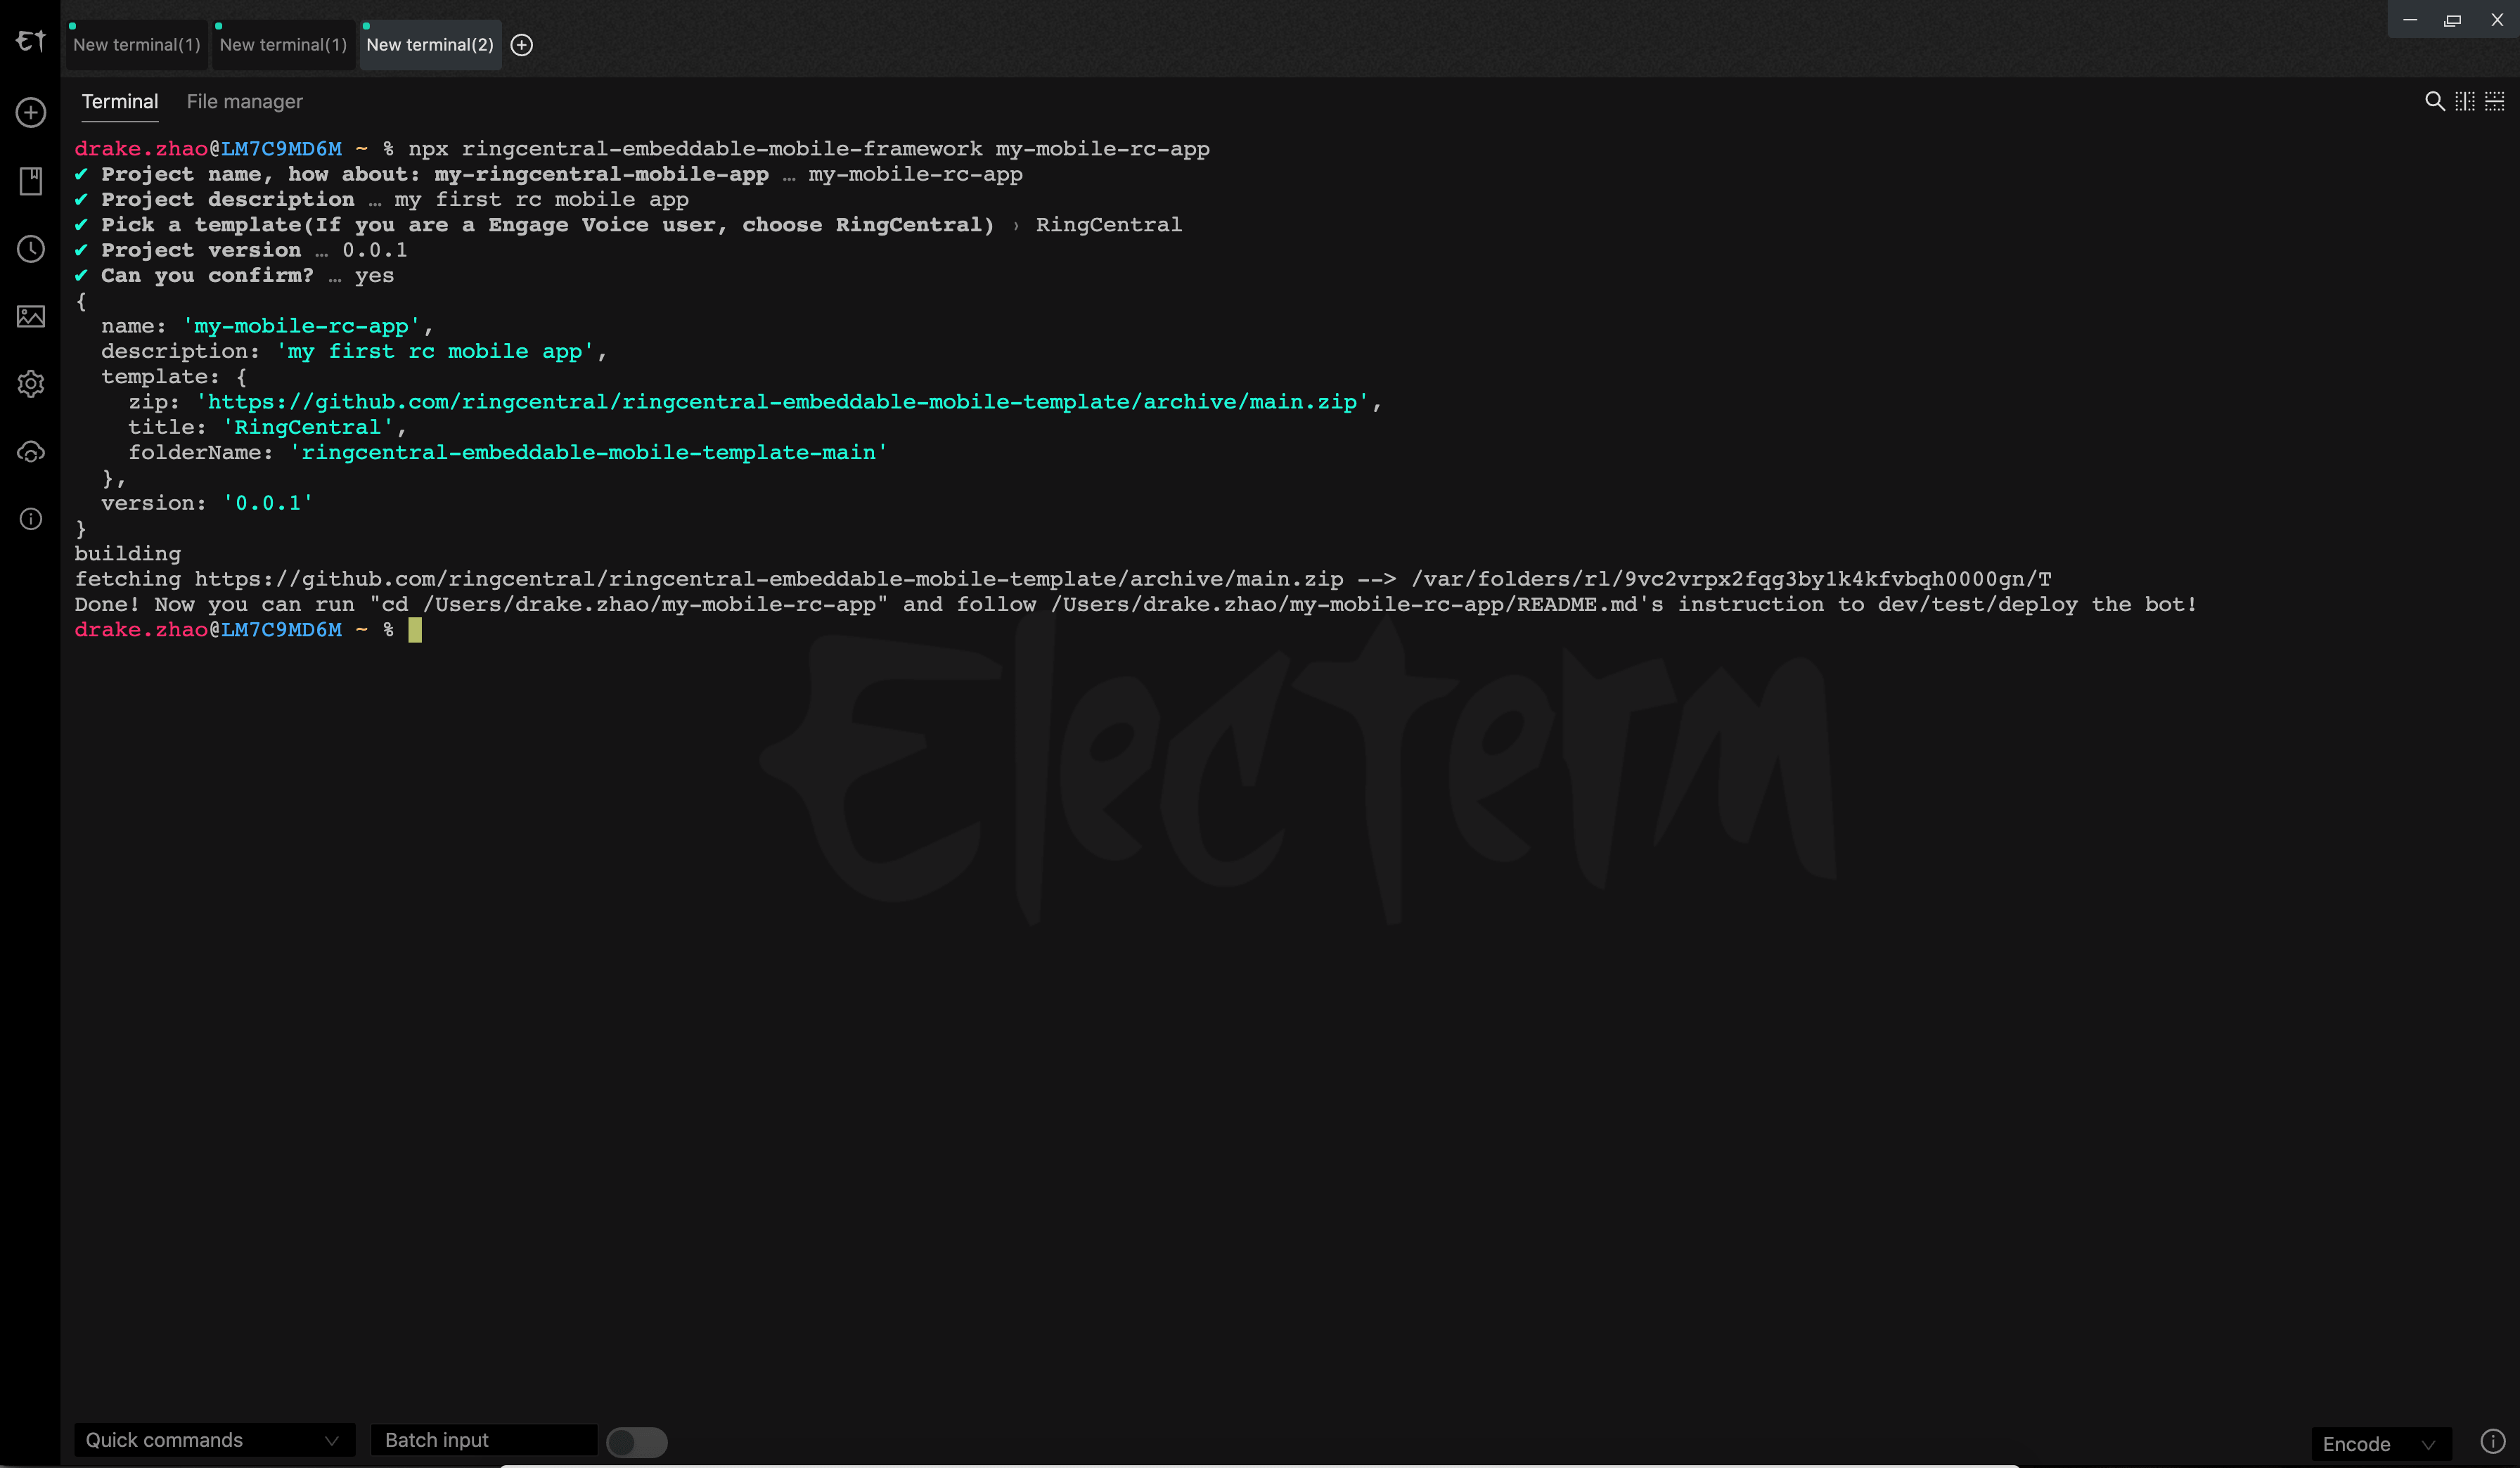 ET
New terminal(1) New terminal(1) New terminal(2)
Terminal File manager
drake.zhao@LM7C9MD6M ~ % npx ringcentral-embeddable-mobile-framework my-mobile-rc-app
✔ Project name, how about: my-ringcentral-mobile-app … my-mobile-rc-app
✔ Project description … my first rc mobile app
✔ Pick a template(If you are a Engage Voice user, choose RingCentral) › RingCentral
✔ Project version … 0.0.1
✔ Can you confirm? … yes
{
  name: 'my-mobile-rc-app',
  description: 'my first rc mobile app',
  template: {
    zip: 'https://github.com/ringcentral/ringcentral-embeddable-mobile-template/archive/main.zip',
    title: 'RingCentral',
    folderName: 'ringcentral-embeddable-mobile-template-main'
  },
  version: '0.0.1'
}
building
fetching https://github.com/ringcentral/ringcentral-embeddable-mobile-template/archive/main.zip --> /var/folders/rl/9vc2vrpx2fqg3by1k4kfvbqh0000gn/T
Done! Now you can run "cd /Users/drake.zhao/my-mobile-rc-app" and follow /Users/drake.zhao/my-mobile-rc-app/README.md's instruction to dev/test/deploy the bot!
drake.zhao@LM7C9MD6M ~ %
Electerm
Quick commands Batch input Encode